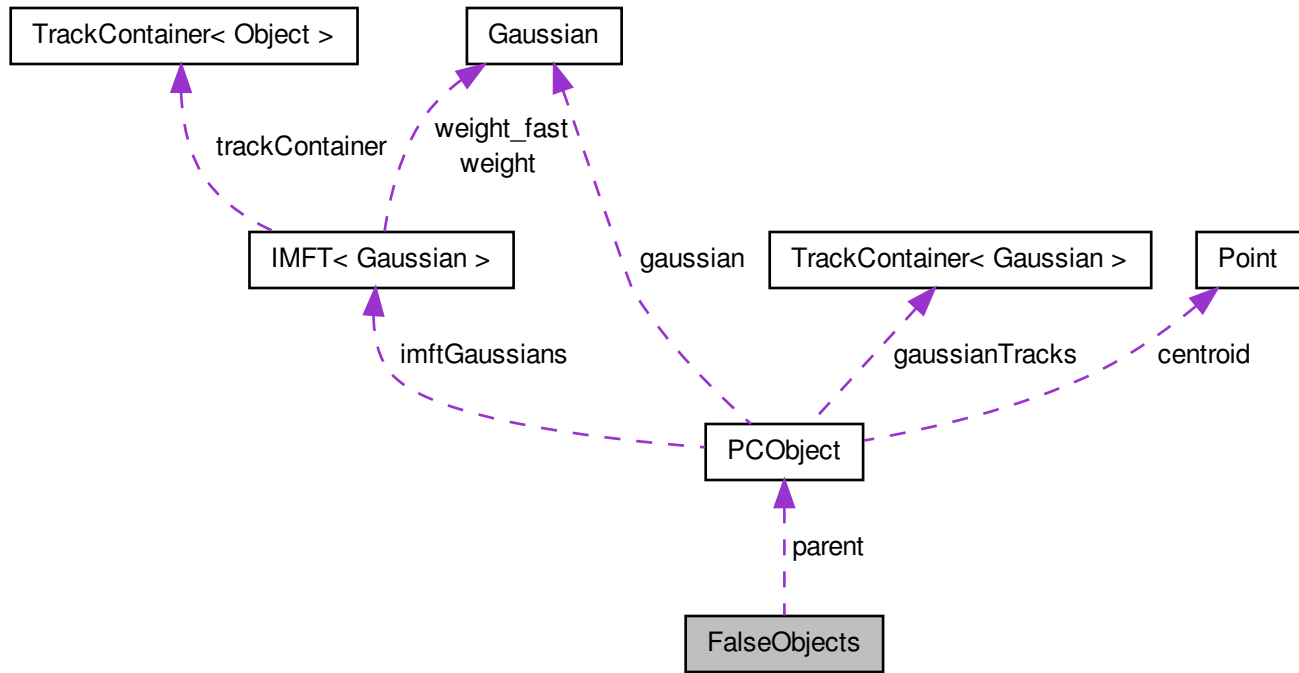 TrackContainer< Object >
Gaussian
trackContainer
weight_fast
weight
IMFT< Gaussian >
gaussian
TrackContainer< Gaussian >
Point
imftGaussians
gaussianTracks
centroid
PCObject
parent
FalseObjects